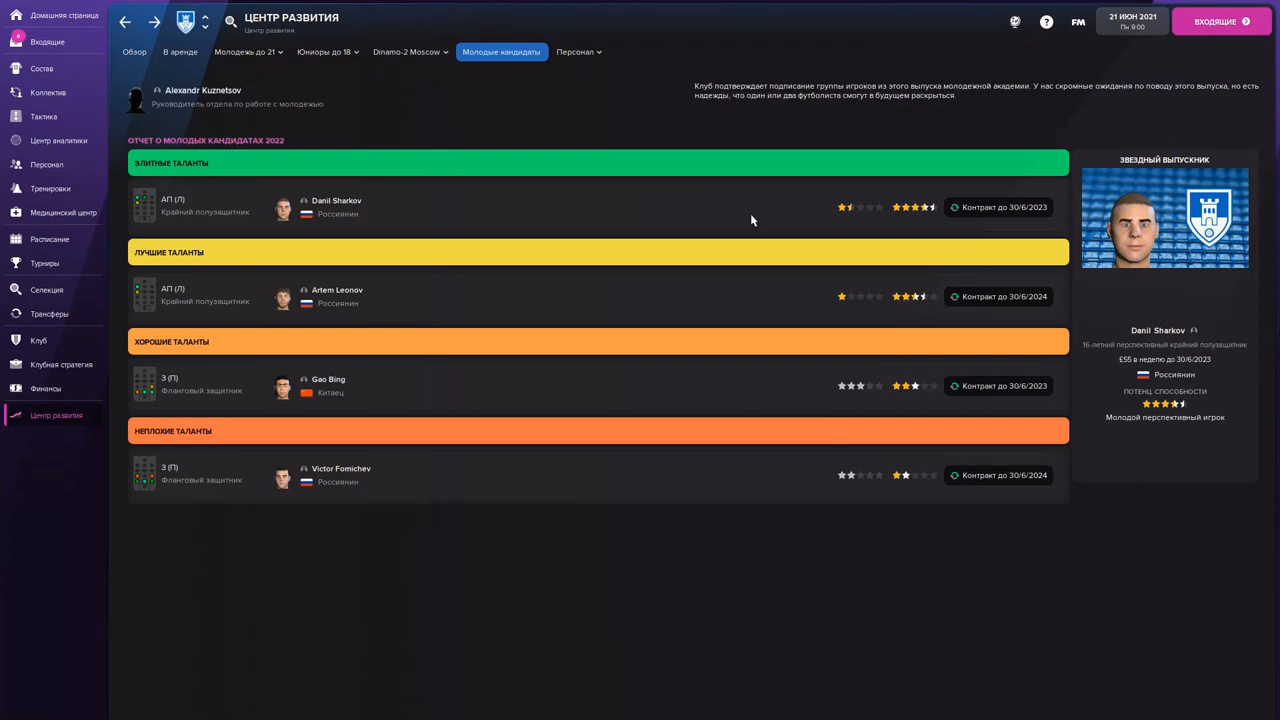 Домашняя страница
6
Входящие
Состав
Коллектив
Тактика
Центр аналитики
Персонал
Тренировки
Медицинский центр
Расписание
Турниры
Селекция
Трансферы
Клуб
Клубная стратегия
Финансы
Центр развития
ЦЕНТР РАЗВИТИЯ
Центр развития
?
FM
21 ИЮН 2021
Пн 9:00
ВХОДЯЩИЕ
Обзор
В аренде
Молодежь до 21
Юниоры до 18
Dinamo-2 Moscow
Молодые кандидаты
Персонал
Alexandr Kuznetsov
Руководитель отдела по работе с молодежью
Клуб подтверждает подписание группы игроков из этого выпуска молодежной академии. У нас скромные ожидания по поводу этого выпуска, но есть
надежды, что один или два футболиста смогут в будущем раскрыться.
ОТЧЕТ О МОЛОДЫХ КАНДИДАТАХ 2022
ЭЛИТНЫЕ ТАЛАНТЫ
АП (Л)
Крайний полузащитник
Danil Sharkov
Россиянин
Контракт до 30/6/2023
ЛУЧШИЕ ТАЛАНТЫ
АП (Л)
Крайний полузащитник
Artem Leonov
Россиянин
Контракт до 30/6/2024
ХОРОШИЕ ТАЛАНТЫ
З (П)
Фланговый защитник
Gao Bing
Китаец
Контракт до 30/6/2023
НЕПЛОХИЕ ТАЛАНТЫ
З (П)
Фланговый защитник
Victor Fomichev
Россиянин
Контракт до 30/6/2024
ЗВЕЗДНЫЙ ВЫПУСКНИК
Danil Sharkov
16-летний перспективный крайний полузащитник
£55 в неделю до 30/6/2023
Россиянин
ПОТЕНЦ. СПОСОБНОСТИ
Молодой перспективный игрок